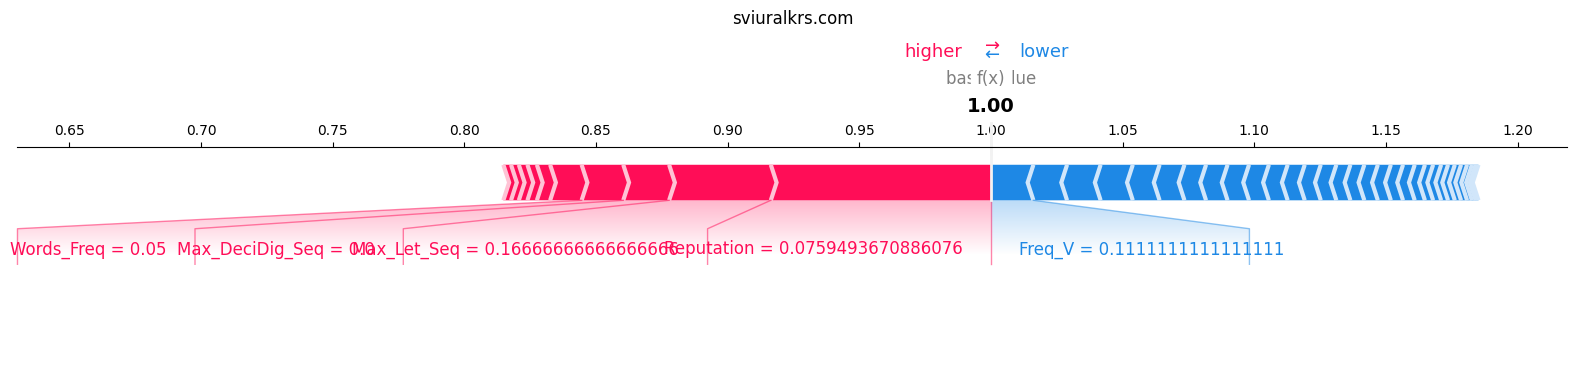 sviuralkrs.com
higher ⇄ lower
f(x)
1.00
0.65 0.70 0.75 0.80 0.85 0.90 0.95 1.00 1.05 1.10 1.15 1.20
Words_Freq = 0.05 Max_DeciDig_Seq = 0.0 Max_Let_Seq = 0.16666666666666666 Reputation = 0.0759493670886076 Freq_V = 0.1111111111111111